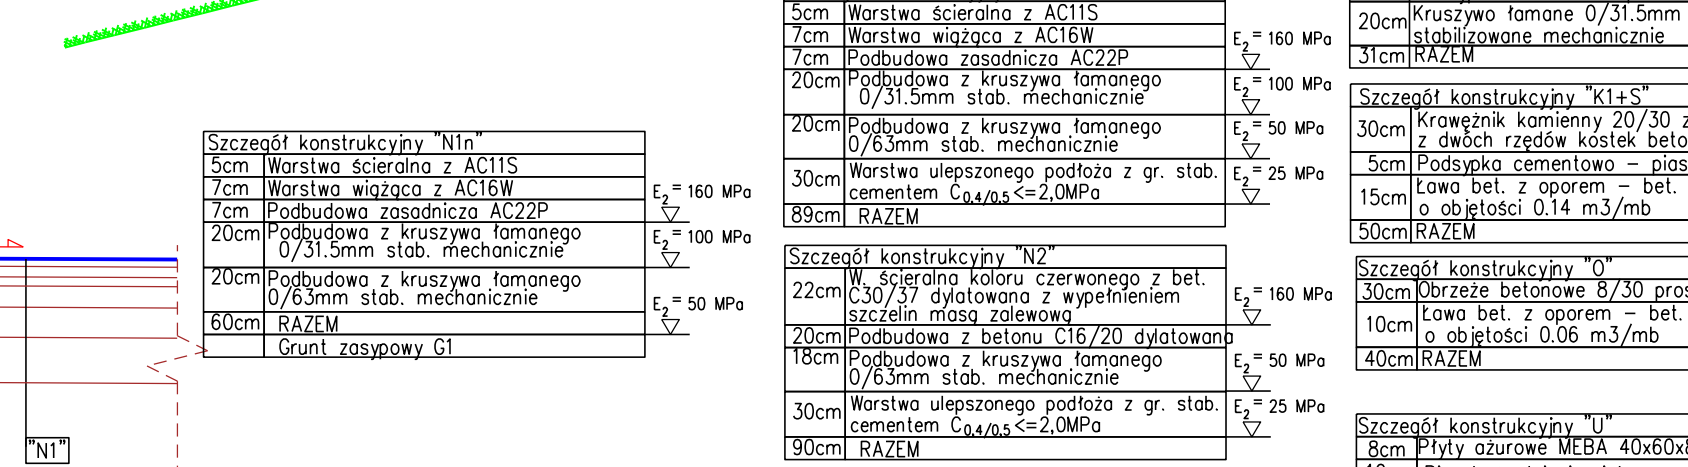 Szczegół konstrukcyjny "N1n"
5cm Warstwa ścieralna z AC11S
7cm Warstwa wiążąca z AC16W
7cm Podbudowa zasadnicza AC22P
E2= 160 MPa
20cm Podbudowa z kruszywa łamanego
0/31.5mm stab. mechanicznie
E2= 100 MPa
20cm Podbudowa z kruszywa łamanego
0/63mm stab. mechanicznie
E2= 50 MPa
60cm RAZEM
Grunt zasypowy G1
"N1"
5cm Warstwa ścieralna z AC11S
7cm Warstwa wiążąca z AC16W
7cm Podbudowa zasadnicza AC22P
E2= 160 MPa
20cm Podbudowa z kruszywa łamanego
0/31.5mm stab. mechanicznie
E2= 100 MPa
20cm Podbudowa z kruszywa łamanego
0/63mm stab. mechanicznie
E2= 50 MPa
30cm Warstwa ulepszonego podłoża z gr. stab.
cementem C0.4/0.5<=2,0MPa
E2= 25 MPa
89cm RAZEM
Szczegół konstrukcyjny "N2"
W. ścieralna koloru czerwonego z bet.
22cm C30/37 dylatowana z wypełnieniem
szczelin masą zalewową
E2= 160 MPa
20cm Podbudowa z betonu C16/20 dylatowana
18cm Podbudowa z kruszywa łamanego
0/63mm stab. mechanicznie
E2= 50 MPa
30cm Warstwa ulepszonego podłoża z gr. stab.
cementem C0.4/0.5<=2,0MPa
E2= 25 MPa
90cm RAZEM
20cm Kruszywo łamane 0/31.5mm
stabilizowane mechanicznie
31cm RAZEM
Szczegół konstrukcyjny "K1+S"
30cm Krawężnik kamienny 20/30 z
z dwóch rzędów kostek beto
5cm Podsypka cementowo – pias
15cm Ława bet. z oporem – bet.
o objętości 0.14 m3/mb
50cm RAZEM
Szczegół konstrukcyjny "O"
30cm Obrzeże betonowe 8/30 pros
10cm Ława bet. z oporem – bet.
o objętości 0.06 m3/mb
40cm RAZEM
Szczegół konstrukcyjny "U"
8cm Płyty ażurowe MEBA 40x60x8